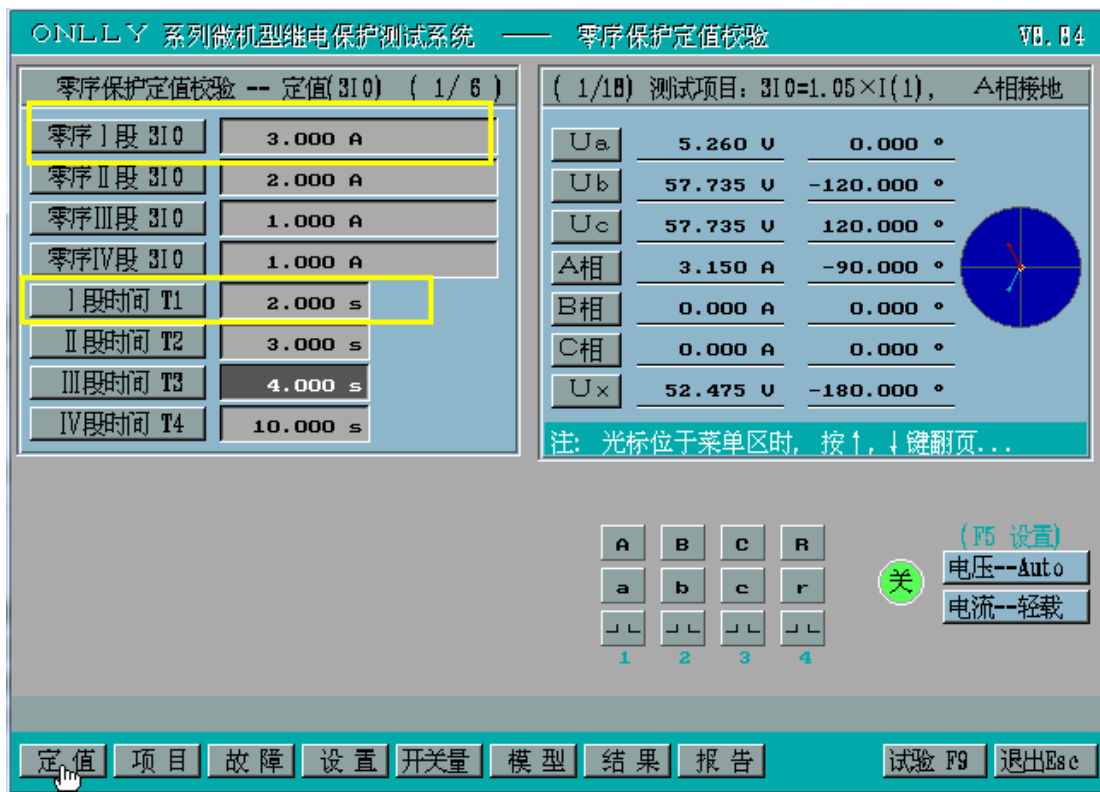 ONLLY 系列微机型继电保护测试系统 —— 零序保护定值校验 V8.84
零序保护定值校验 -- 定值(3I0) ( 1/ 6 )
零序Ⅰ段 3I0 3.000 A
零序Ⅱ段 3I0 2.000 A
零序Ⅲ段 3I0 1.000 A
零序Ⅳ段 3I0 1.000 A
Ⅰ段时间 T1 2.000 s
Ⅱ段时间 T2 3.000 s
Ⅲ段时间 T3 4.000 s
Ⅳ段时间 T4 10.000 s
( 1/18) 测试项目: 3I0=1.05×I(1), A相接地
Ua 5.260 V 0.000 °
Ub 57.735 V -120.000 °
Uc 57.735 V 120.000 °
A相 3.150 A -90.000 °
B相 0.000 A 0.000 °
C相 0.000 A 0.000 °
Ux 52.475 V -180.000 °
注: 光标位于菜单区时, 按↑,↓键翻页...
A B C R
a b c r
1 2 3 4
关
(F5 设置)
电压--Auto
电流--轻载
定值 项目 故障 设置 开关量 模型 结果 报告 试验 F9 退出Esc